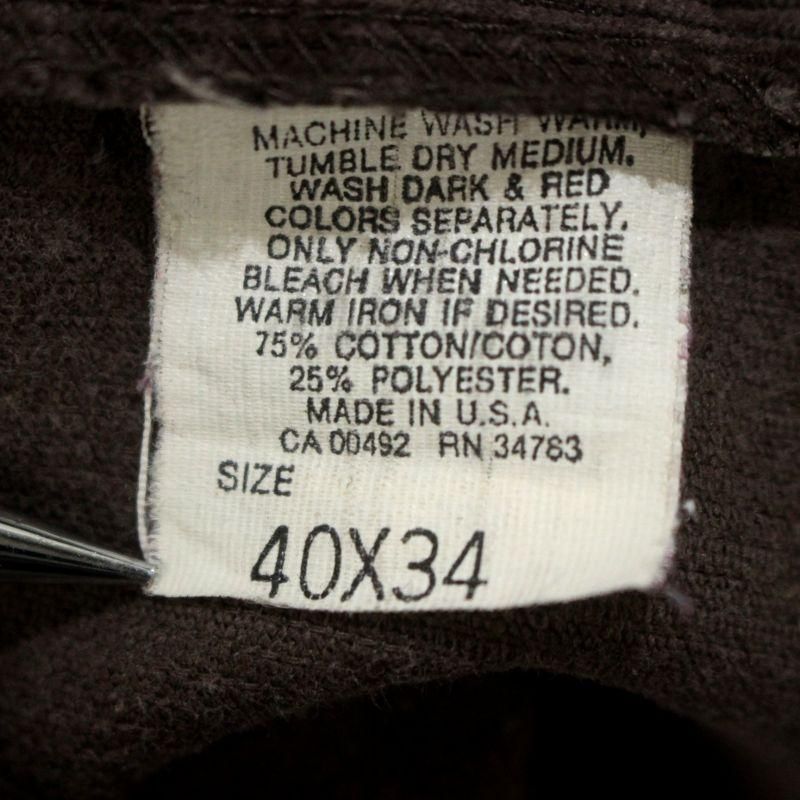 MACHINE WASH WARM,
TUMBLE DRY MEDIUM.
WASH DARK & RED
COLORS SEPARATELY.
ONLY NON-CHLORINE
BLEACH WHEN NEEDED.
WARM IRON IF DESIRED.
75% COTTON/COTON,
25% POLYESTER.
MADE IN U.S.A.
CA 00492 RN 34783
SIZE
40X34